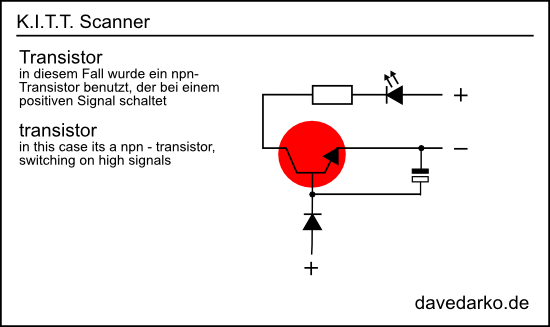 K.I.T.T. Scanner
Transistor
in diesem Fall wurde ein npn-
Transistor benutzt, der bei einem
positiven Signal schaltet
transistor
in this case its a npn - transistor,
switching on high signals
+
–
+
davedarko.de